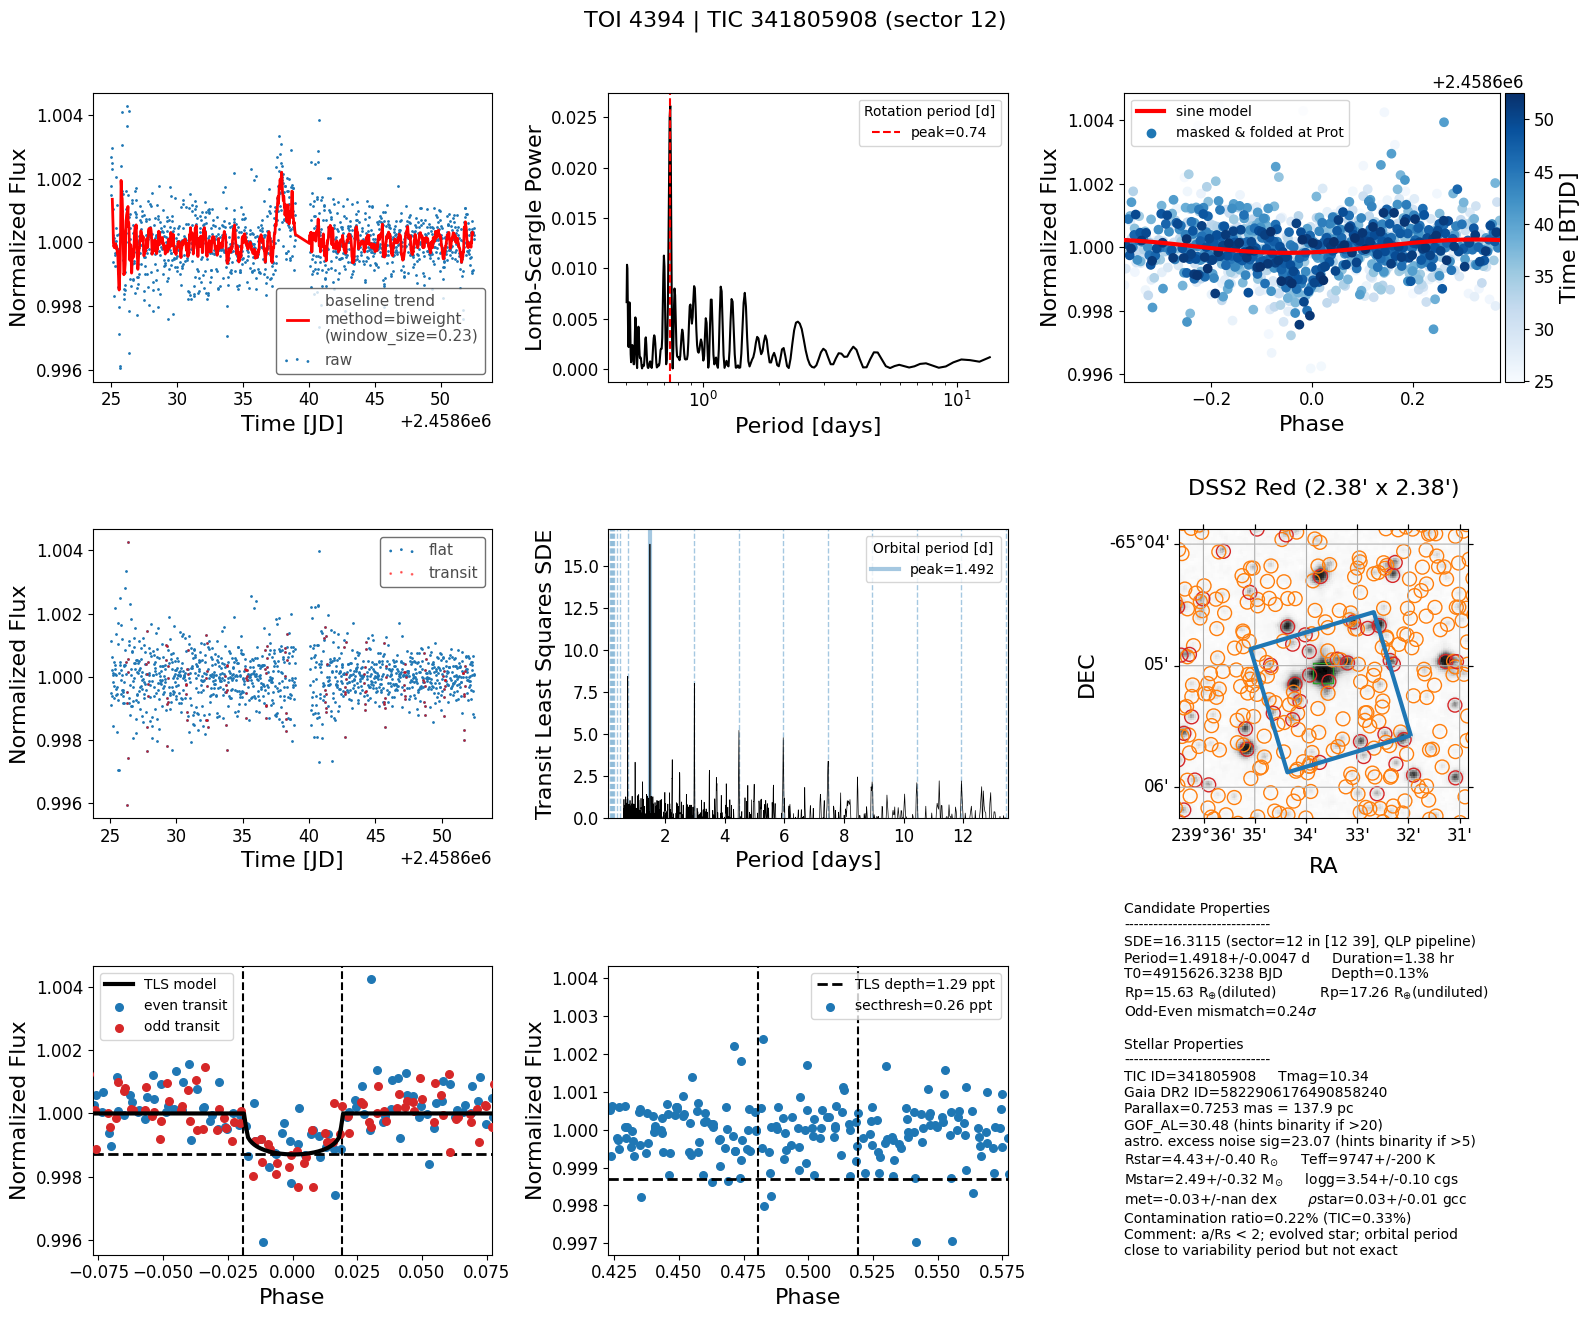 TOI 4394 | TIC 341805908 (sector 12)
Normalized Flux
1.004
1.002
1.000
0.998
0.996
baseline trend
method=biweight
(window_size=0.23)
raw
25 30 35 40 45 50
Time [JD]
+2.4586e6
Lomb-Scargle Power
0.025
0.020
0.015
0.010
0.005
0.000
Rotation period [d]
peak=0.74
10^0 10^1
Period [days]
+2.4586e6
Normalized Flux
1.004
1.002
1.000
0.998
0.996
sine model
masked & folded at Prot
−0.2 0.0 0.2
Phase
50
45
40
35
30
25
Time [BTJD]
Normalized Flux
1.004
1.002
1.000
0.998
0.996
flat
transit
25 30 35 40 45 50
Time [JD]
+2.4586e6
Transit Least Squares SDE
15.0
12.5
10.0
7.5
5.0
2.5
0.0
Orbital period [d]
peak=1.492
2 4 6 8 10 12
Period [days]
DSS2 Red (2.38' x 2.38')
DEC
-65°04'
05'
06'
239°36' 35' 34' 33' 32' 31'
RA
Normalized Flux
1.004
1.002
1.000
0.998
0.996
TLS model
even transit
odd transit
−0.075 −0.050 −0.025 0.000 0.025 0.050 0.075
Phase
Normalized Flux
1.004
1.003
1.002
1.001
1.000
0.999
0.998
0.997
TLS depth=1.29 ppt
secthresh=0.26 ppt
0.425 0.450 0.475 0.500 0.525 0.550 0.575
Phase
Candidate Properties
------------------------------
SDE=16.3115 (sector=12 in [12 39], QLP pipeline)
Period=1.4918+/-0.0047 d Duration=1.38 hr
T0=4915626.3238 BJD Depth=0.13%
Rp=15.63 R⊕(diluted) Rp=17.26 R⊕(undiluted)
Odd-Even mismatch=0.24σ
Stellar Properties
------------------------------
TIC ID=341805908 Tmag=10.34
Gaia DR2 ID=5822906176490858240
Parallax=0.7253 mas = 137.9 pc
GOF_AL=30.48 (hints binarity if >20)
astro. excess noise sig=23.07 (hints binarity if >5)
Rstar=4.43+/-0.40 R⊙ Teff=9747+/-200 K
Mstar=2.49+/-0.32 M⊙ logg=3.54+/-0.10 cgs
met=-0.03+/-nan dex ρstar=0.03+/-0.01 gcc
Contamination ratio=0.22% (TIC=0.33%)
Comment: a/Rs < 2; evolved star; orbital period
close to variability period but not exact